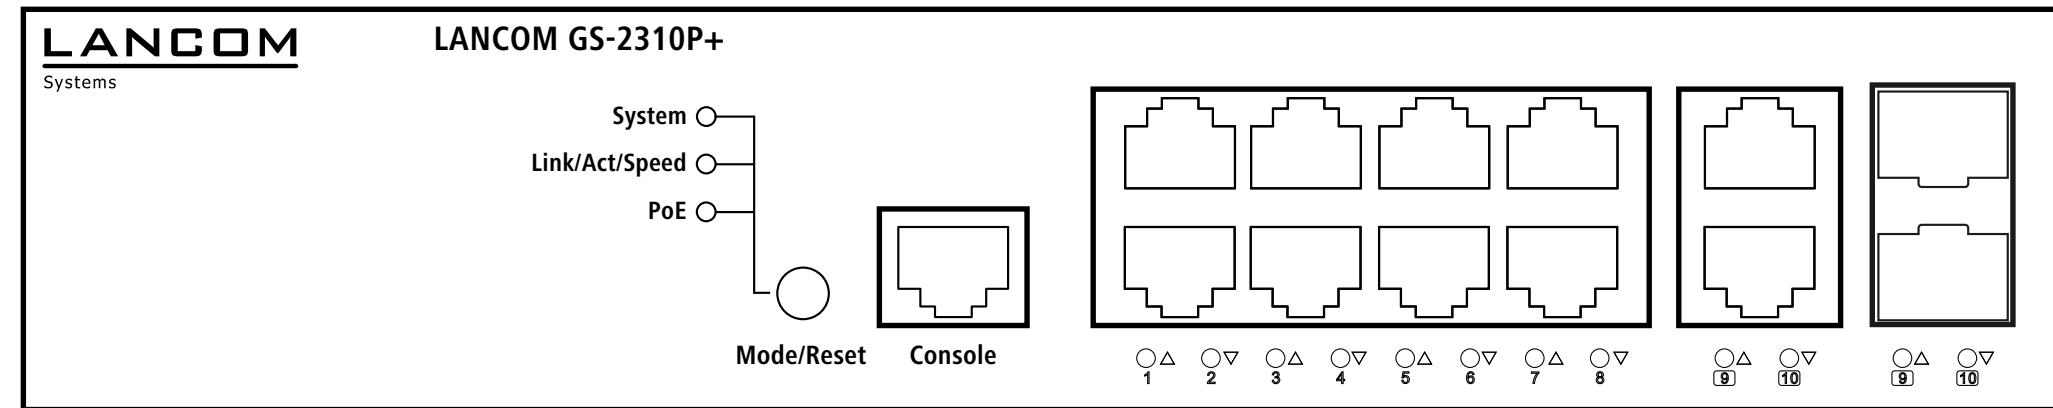 LANCOM
Systems
LANCOM GS-2310P+
System
Link/Act/Speed
PoE
Mode/Reset
Console
1 2 3 4 5 6 7 8 9 10 9 10